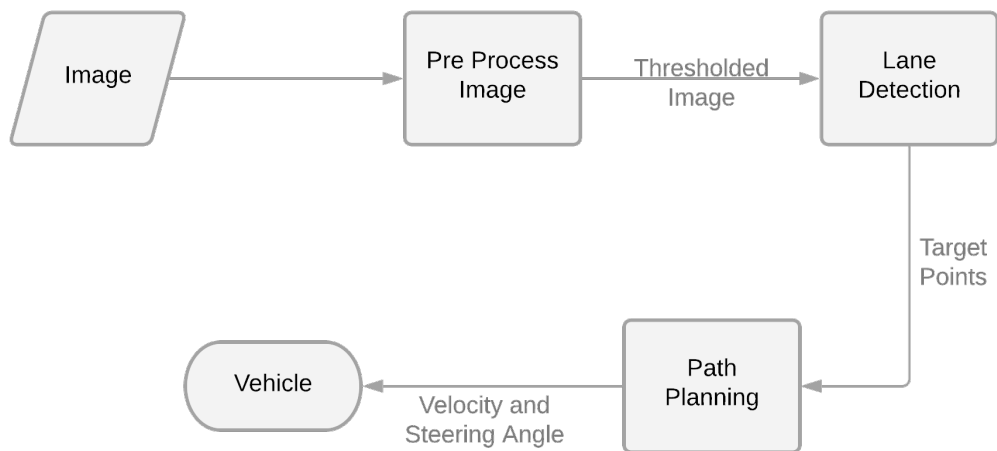 Image
Pre Process
Image
Thresholded
Image
Lane
Detection
Target
Points
Path
Planning
Velocity and
Steering Angle
Vehicle